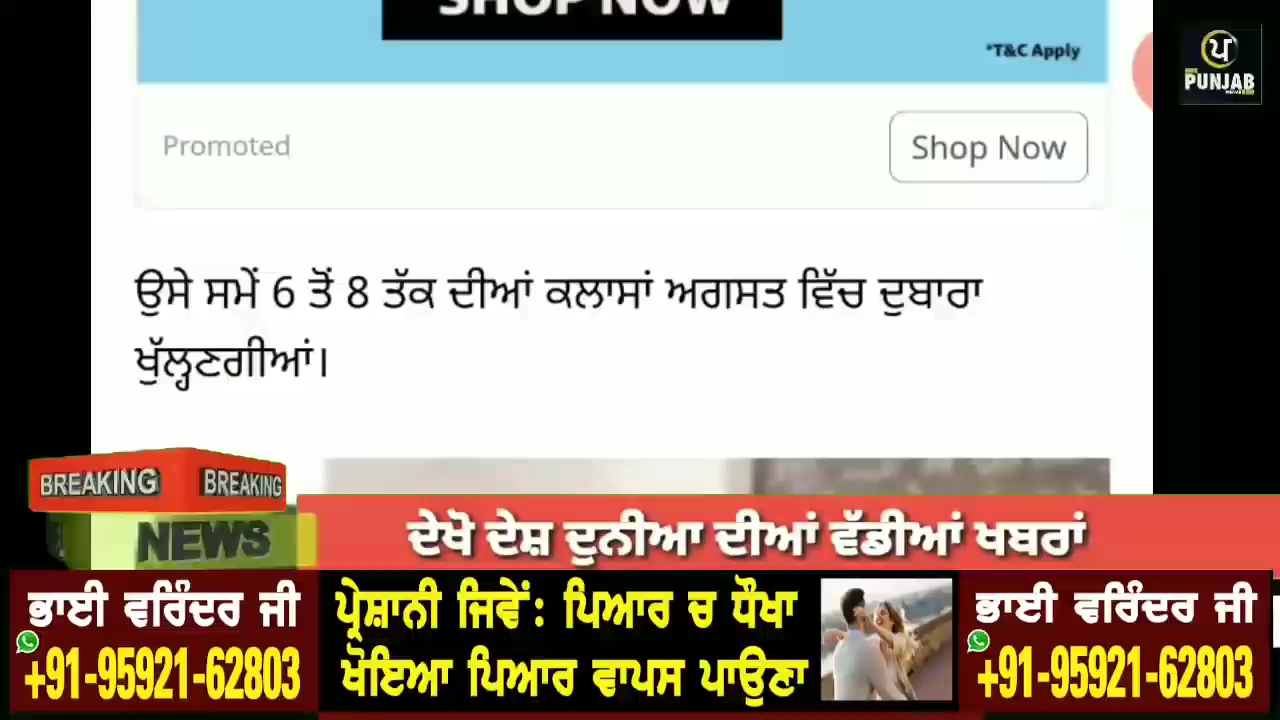 SHOP NOW
*T&C Apply
ਪ
PUNJAB
Promoted
Shop Now
ਉਸੇ ਸਮੇਂ 6 ਤੋਂ 8 ਤੱਕ ਦੀਆਂ ਕਲਾਸਾਂ ਅਗਸਤ ਵਿੱਚ ਦੁਬਾਰਾ
ਖੁੱਲ੍ਹਣਗੀਆਂ।
BREAKING BREAKING
NEWS
ਦੇਖੋ ਦੇਸ਼ ਦੁਨੀਆ ਦੀਆਂ ਵੱਡੀਆਂ ਖਬਰਾਂ
ਭਾਈ ਵਰਿੰਦਰ ਜੀ
+91-95921-62803
ਪ੍ਰੇਸ਼ਾਨੀ ਜਿਵੇਂ: ਪਿਆਰ ਚ ਧੌਖਾ
ਖੋਇਆ ਪਿਆਰ ਵਾਪਸ ਪਾਉਣਾ
ਭਾਈ ਵਰਿੰਦਰ ਜੀ
+91-95921-62803